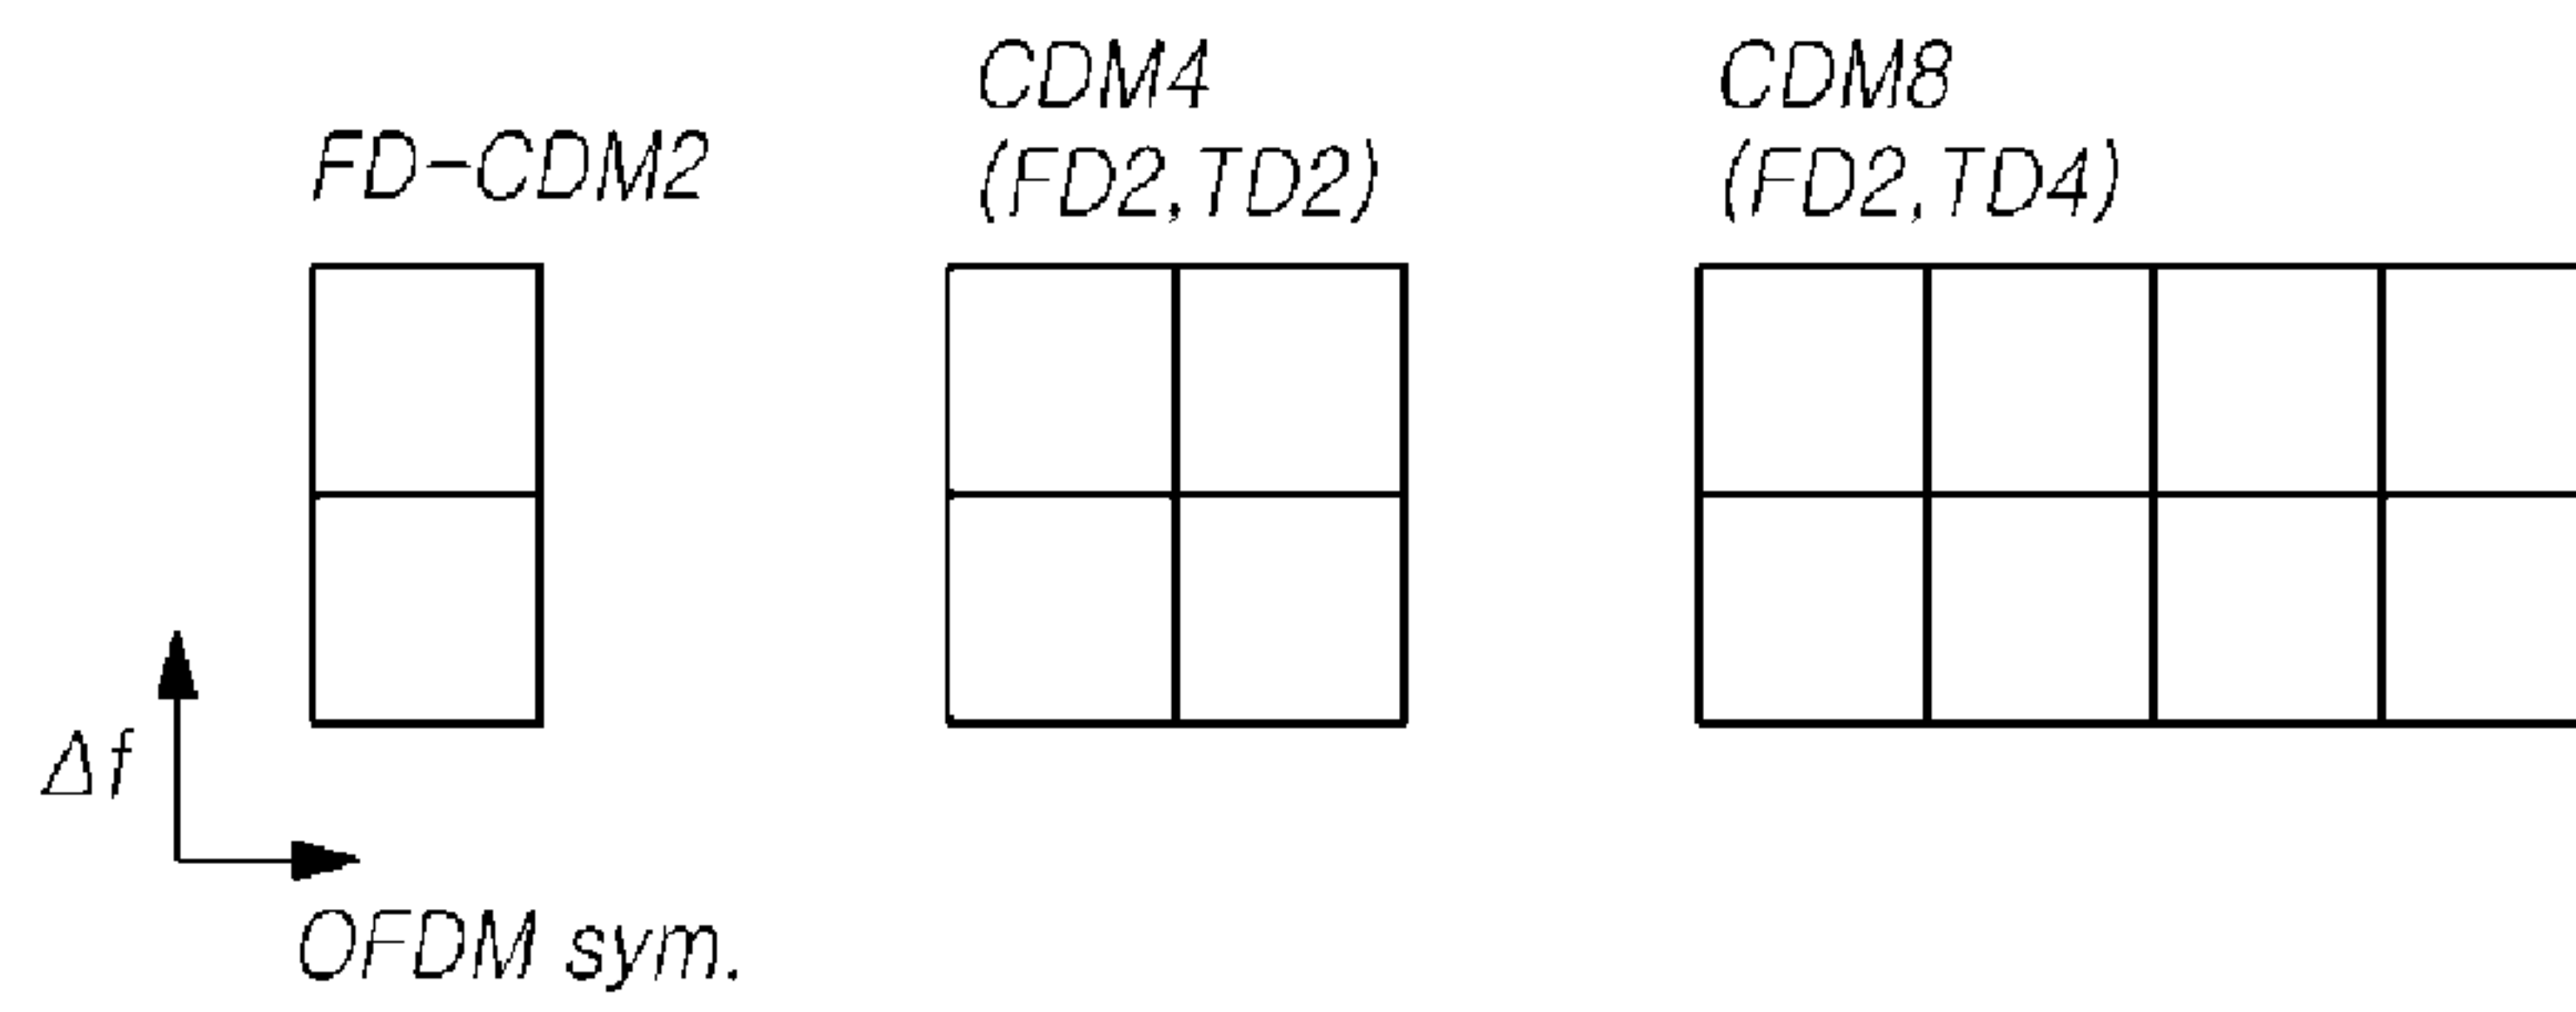 FD-CDM2
CDM4
(FD2,TD2)
CDM8
(FD2,TD4)
Δf
OFDM sym.